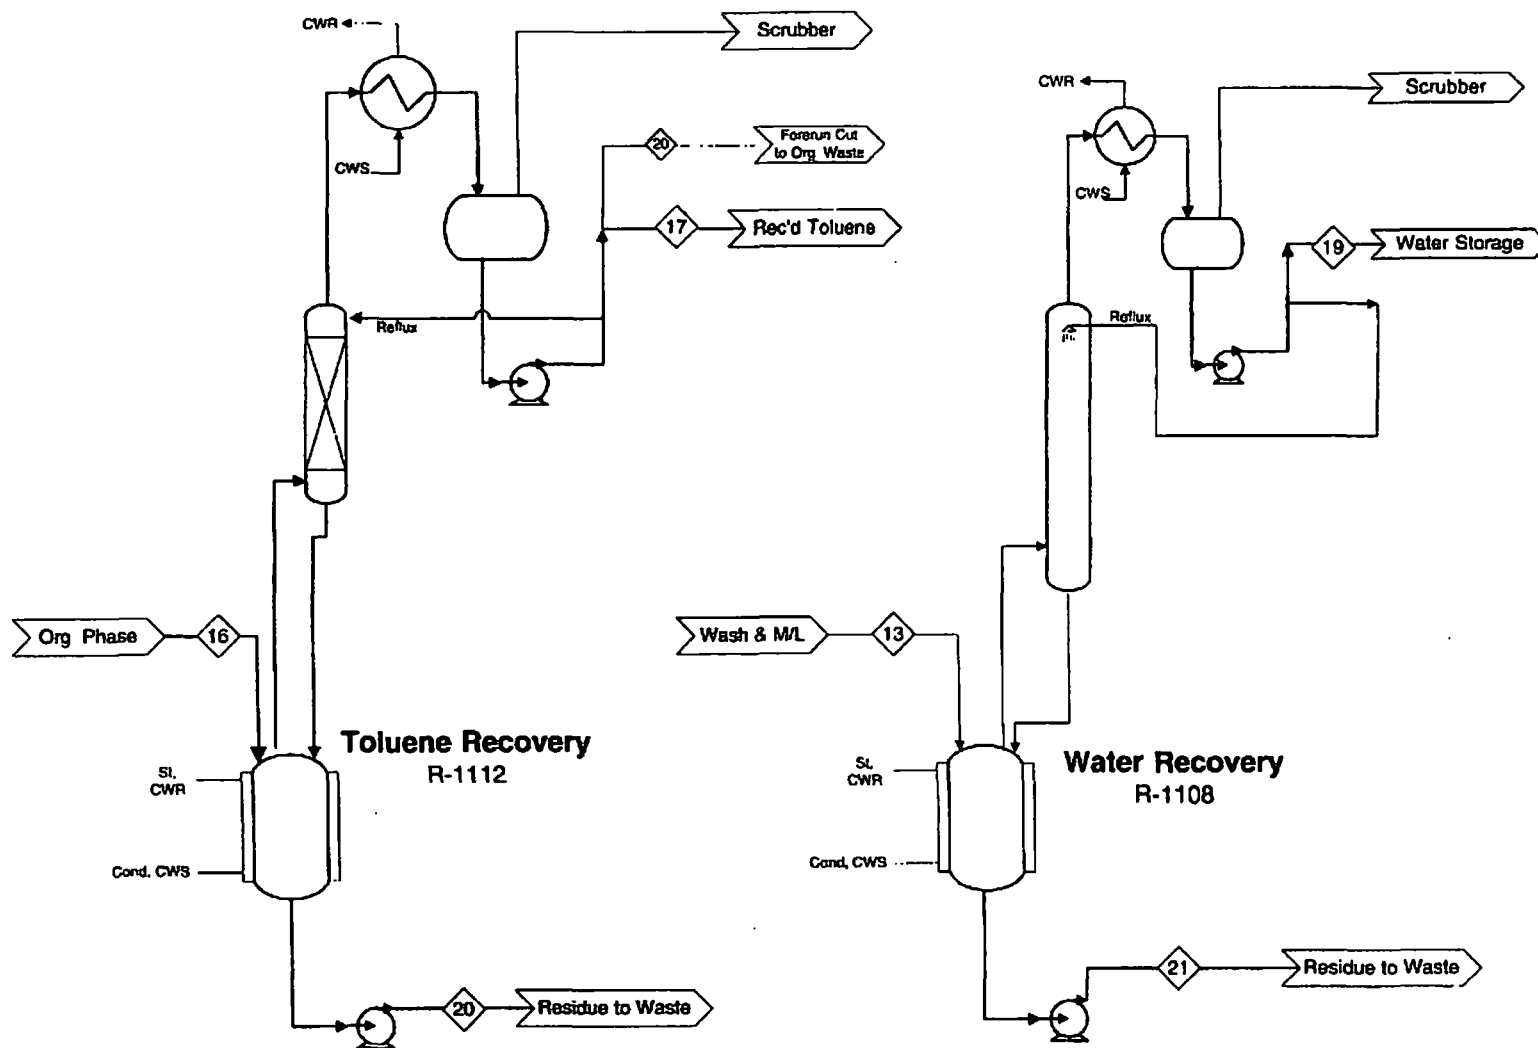 CWR
Scrubber
CWS
20
Forerun Cut
to Org Waste
17
Rec'd Toluene
Reflux
Org Phase
16
Toluene Recovery
R-1112
St,
CWR
Cond, CWS
20
Residue to Waste
CWR
Scrubber
CWS
19
Water Storage
Reflux
Wash & M/L
13
Water Recovery
R-1108
St,
CWR
Cond, CWS
21
Residue to Waste